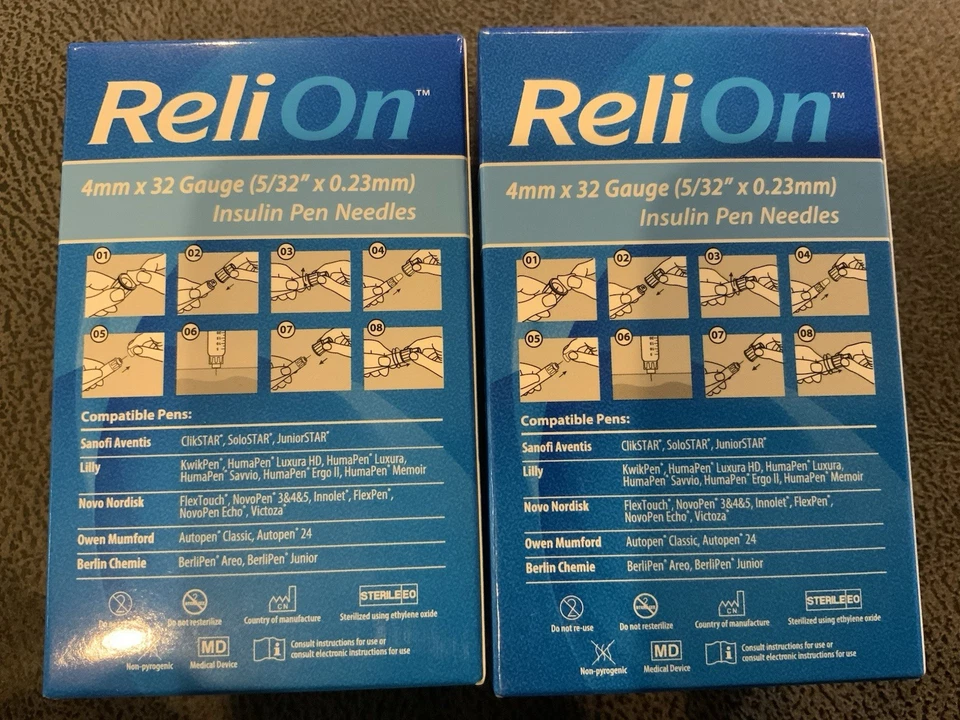 ReliOn™
4mm x 32 Gauge (5/32" x 0.23mm)
Insulin Pen Needles
01
02
03
04
05
06
07
08
Compatible Pens:
Sanofi Aventis ClikSTAR®, SoloSTAR®, JuniorSTAR®
Lilly KwikPen®, HumaPen® Luxura HD, HumaPen® Luxura,
HumaPen® Savvio, HumaPen® Ergo II, HumaPen® Memoir
Novo Nordisk FlexTouch®, NovoPen® 3&4&5, Innolet®, FlexPen®,
NovoPen Echo®, Victoza®
Owen Mumford Autopen® Classic, Autopen® 24
Berlin Chemie BerliPen® Areo, BerliPen® Junior
2
STERILIZE
CN
STERILE EO
Do not re-use
Do not resterilize
Country of manufacture
Sterilized using ethylene oxide
MD
i
Non-pyrogenic
Medical Device
Consult instructions for use or
consult electronic instructions for use
ReliOn™
4mm x 32 Gauge (5/32" x 0.23mm)
Insulin Pen Needles
01
02
03
04
05
06
07
08
Compatible Pens:
Sanofi Aventis ClikSTAR®, SoloSTAR®, JuniorSTAR®
Lilly KwikPen®, HumaPen® Luxura HD, HumaPen® Luxura,
HumaPen® Savvio, HumaPen® Ergo II, HumaPen® Memoir
Novo Nordisk FlexTouch®, NovoPen® 3&4&5, Innolet®, FlexPen®,
NovoPen Echo®, Victoza®
Owen Mumford Autopen® Classic, Autopen® 24
Berlin Chemie BerliPen® Areo, BerliPen® Junior
2
STERILIZE
CN
STERILE EO
Do not re-use
Do not resterilize
Country of manufacture
Sterilized using ethylene oxide
MD
i
Non-pyrogenic
Medical Device
Consult instructions for use or
consult electronic instructions for use